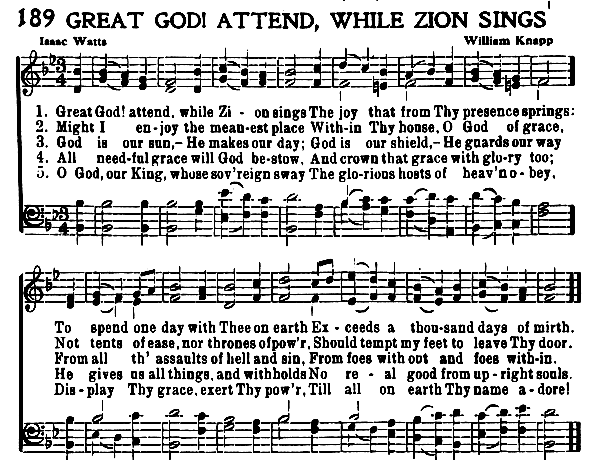 189 GREAT GOD! ATTEND, WHILE ZION SINGS
Isaac Watts William Knapp
1. Great God! attend, while Zi - on sings The joy that from Thy presence springs:
2. Might I en-joy the mean-est place With-in Thy house, O God of grace,
3. God is our sun,- He makes our day; God is our shield,- He guards our way
4. All need-ful grace will God be-stow, And crown that grace with glo-ry too;
5. O God, our King, whose sov'reign sway The glo-rious hosts of heav'n o-bey,
To spend one day with Thee on earth Ex - ceeds a thou-sand days of mirth.
Not tents of ease, nor thrones of pow'r, Should tempt my feet to leave Thy door.
From all th' assaults of hell and sin, From foes with out and foes with-in.
He gives us all things, and withholds No re - al good from up-right souls.
Dis-play Thy grace, exert Thy pow'r, Till all on earth Thy name a-dore!